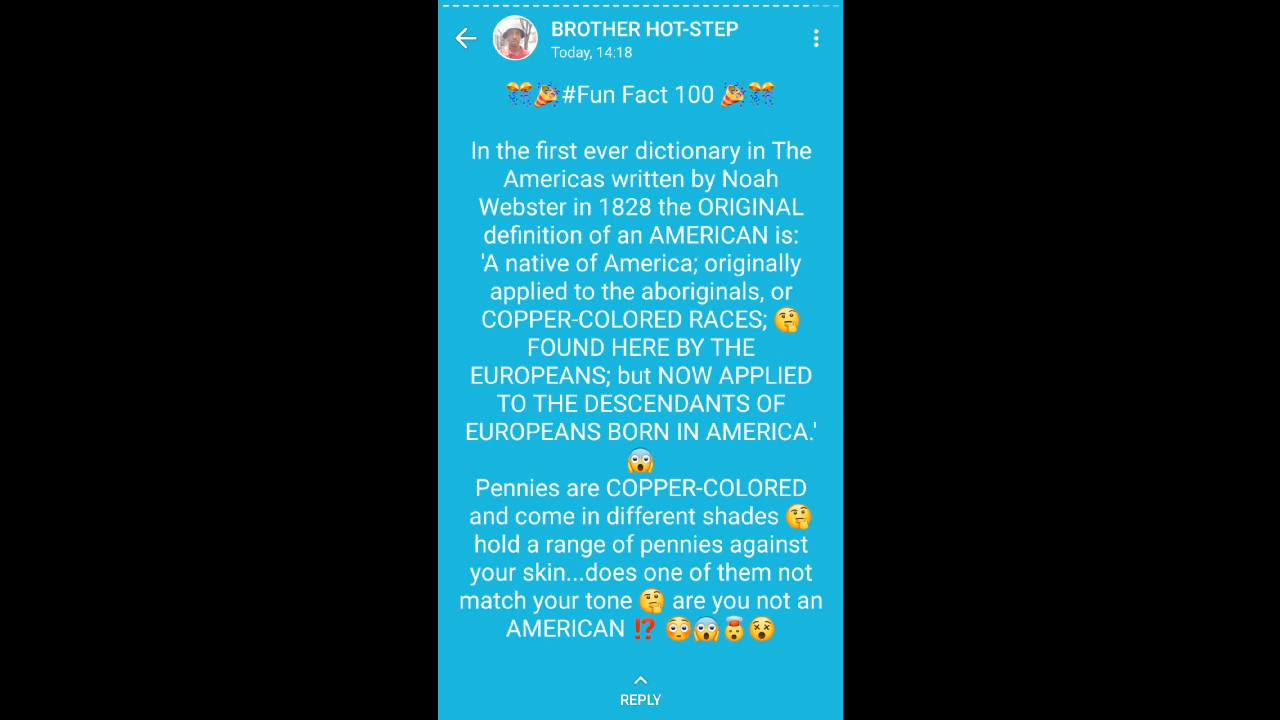 BROTHER HOT-STEP
Today, 14:18
🎊🎉#Fun Fact 100 🎉🎊
In the first ever dictionary in The
Americas written by Noah
Webster in 1828 the ORIGINAL
definition of an AMERICAN is:
'A native of America; originally
applied to the aboriginals, or
COPPER-COLORED RACES; 🤔
FOUND HERE BY THE
EUROPEANS; but NOW APPLIED
TO THE DESCENDANTS OF
EUROPEANS BORN IN AMERICA.'
😱
Pennies are COPPER-COLORED
and come in different shades 🤔
hold a range of pennies against
your skin...does one of them not
match your tone 🤔 are you not an
AMERICAN ⁉️ 😳😱🤯😵
REPLY